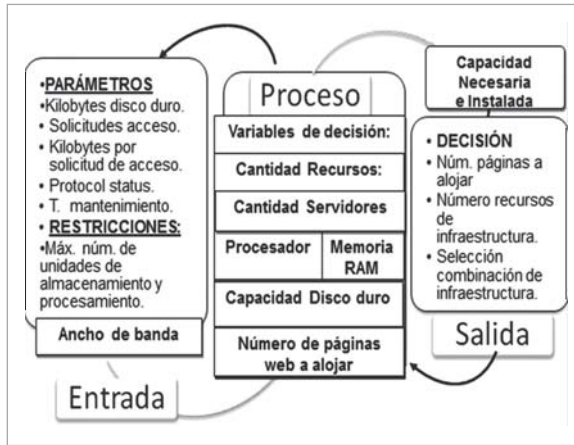 •PARÁMETROS
•Kilobytes disco duro.
• Solicitudes acceso.
• Kilobytes por
solicitud de acceso.
• Protocol status.
• T. mantenimiento.
• RESTRICCIONES:
•Máx. núm. de
unidades de
almacenamiento y
procesamiento.
Ancho de banda
Entrada
Proceso
Variables de decisión:
Cantidad Recursos:
Cantidad Servidores
Procesador
Memoria
RAM
Capacidad Disco duro
Número de páginas
web a alojar
Capacidad
Necesaria
e Instalada
• DECISIÓN
• Núm. páginas a
alojar
• Número recursos
de
infraestructura.
• Selección
combinación de
infraestructura.
Salida